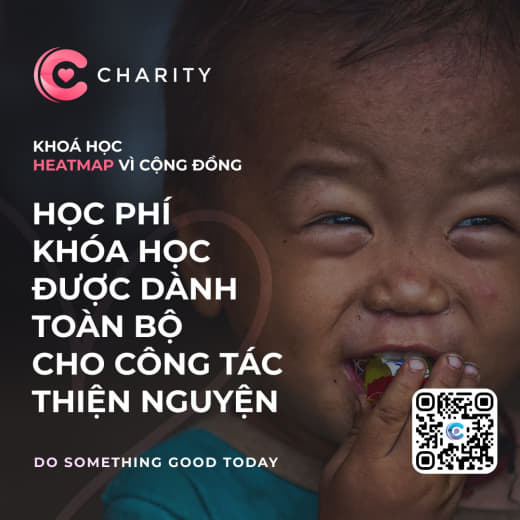 CHARITY
KHOÁ HỌC
HEATMAP VÌ CỘNG ĐỒNG
HỌC PHÍ
KHÓA HỌC
ĐƯỢC DÀNH
TOÀN BỘ
CHO CÔNG TÁC
THIỆN NGUYỆN
DO SOMETHING GOOD TODAY